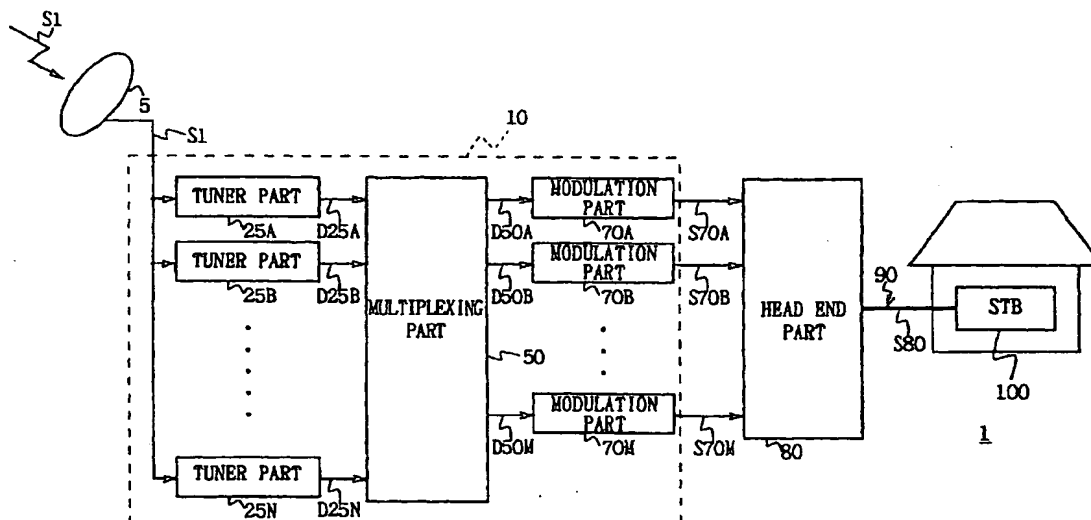 S1
5
S1
10
TUNER PART
25A
D25A
TUNER PART
25B
D25B
TUNER PART
25N
D25N
MULTIPLEXING
PART
50
D50A
MODULATION
PART
70A
S70A
D50B
MODULATION
PART
70B
S70B
D50M
MODULATION
PART
70M
S70M
HEAD END
PART
80
90
S80
STB
100
1